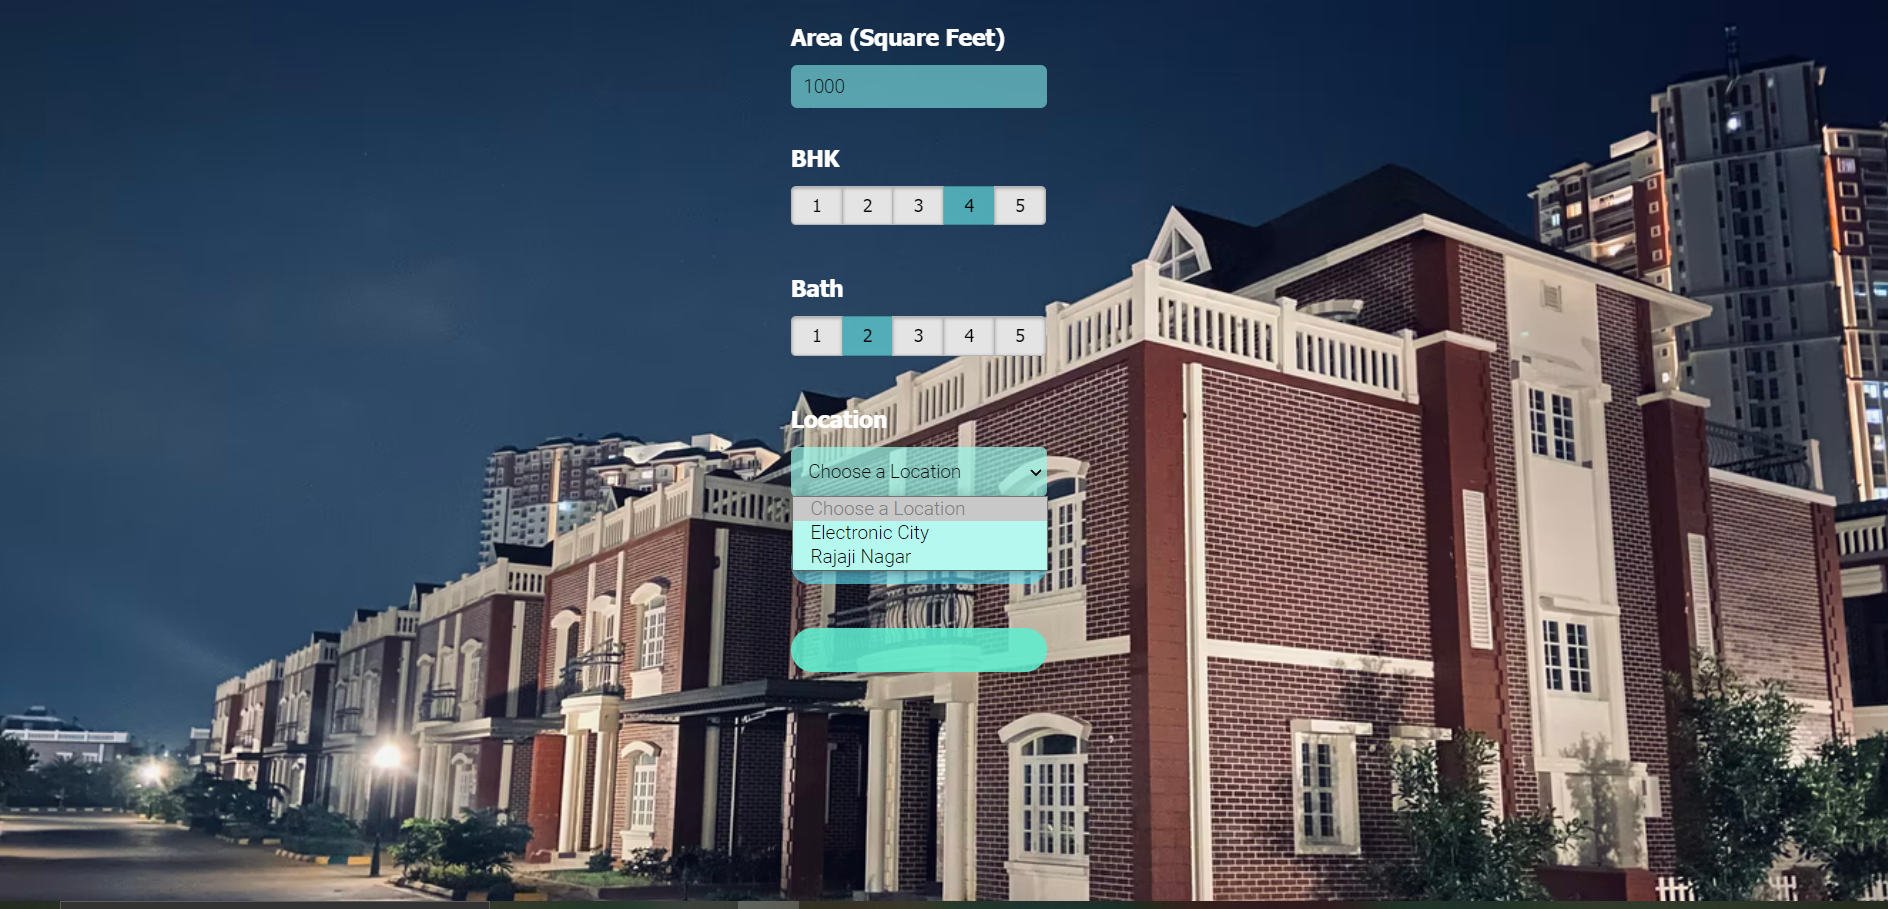 Area (Square Feet)
1000
BHK
1 2 3 4 5
Bath
1 2 3 4 5
Location
Choose a Location
Choose a Location
Electronic City
Rajaji Nagar